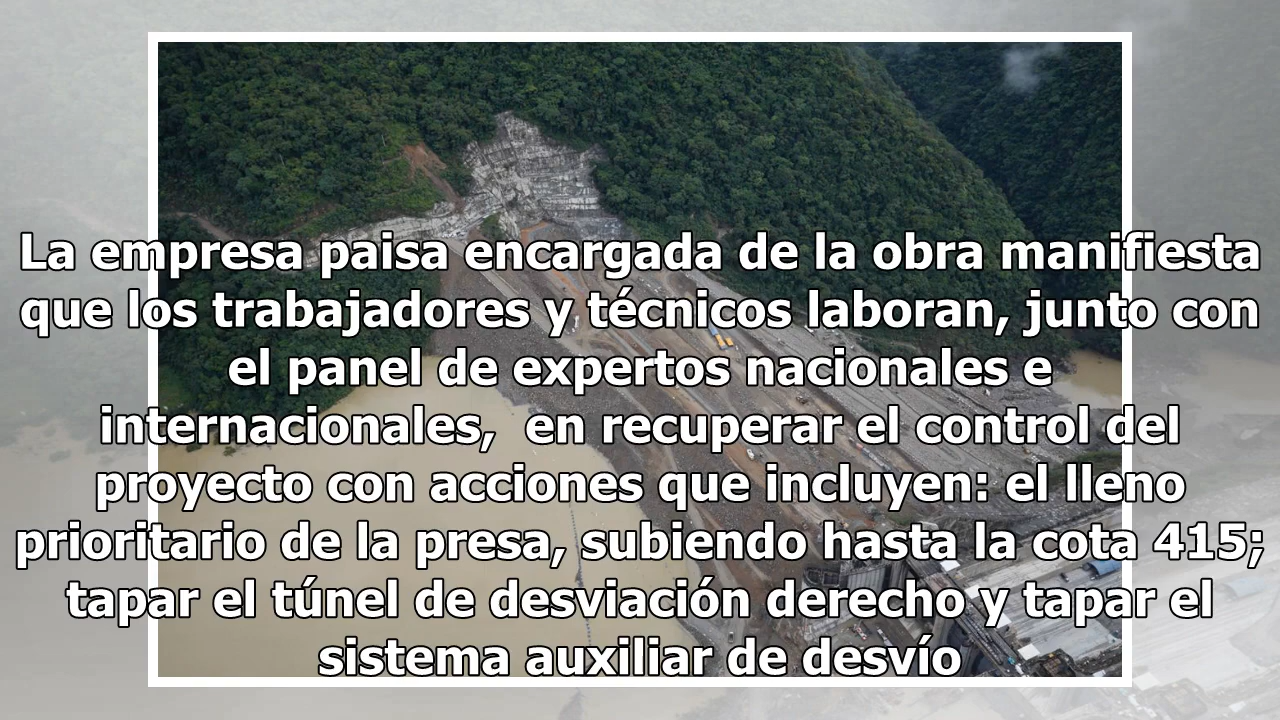 La empresa paisa encargada de la obra manifiesta
que los trabajadores y técnicos laboran, junto con
el panel de expertos nacionales e
internacionales,  en recuperar el control del
proyecto con acciones que incluyen: el lleno
prioritario de la presa, subiendo hasta la cota 415;
tapar el túnel de desviación derecho y tapar el
sistema auxiliar de desvío